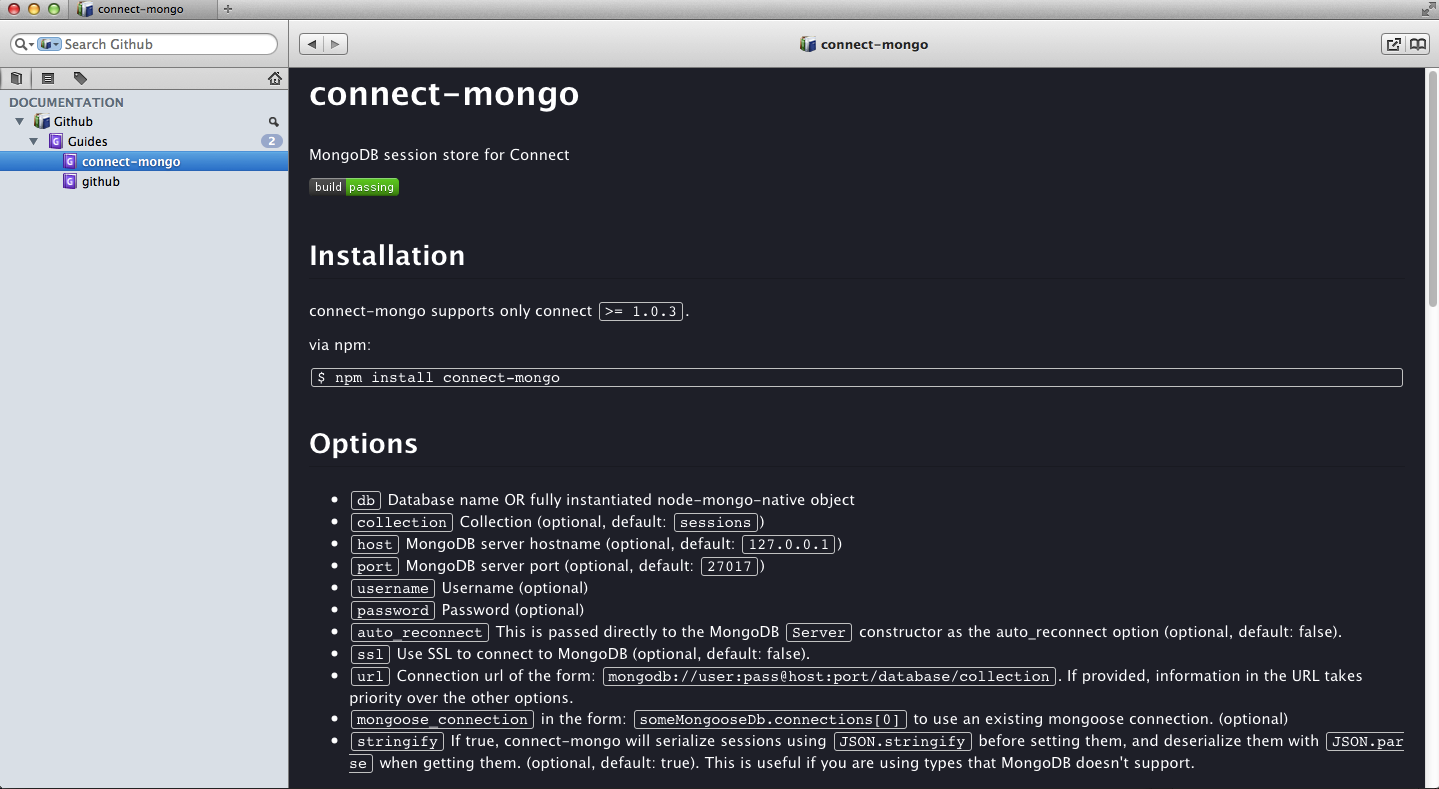 connect-mongo
Search Github
connect-mongo
DOCUMENTATION
Github
Guides 2
connect-mongo
github
connect-mongo
MongoDB session store for Connect
build passing
Installation
connect-mongo supports only connect >= 1.0.3.
via npm:
$ npm install connect-mongo
Options
• db Database name OR fully instantiated node-mongo-native object
• collection Collection (optional, default: sessions)
• host MongoDB server hostname (optional, default: 127.0.0.1)
• port MongoDB server port (optional, default: 27017)
• username Username (optional)
• password Password (optional)
• auto_reconnect This is passed directly to the MongoDB Server constructor as the auto_reconnect option (optional, default: false).
• ssl Use SSL to connect to MongoDB (optional, default: false).
• url Connection url of the form: mongodb://user:pass@host:port/database/collection. If provided, information in the URL takes
priority over the other options.
• mongoose_connection in the form: someMongooseDb.connections[0] to use an existing mongoose connection. (optional)
• stringify If true, connect-mongo will serialize sessions using JSON.stringify before setting them, and deserialize them with JSON.par
se when getting them. (optional, default: true). This is useful if you are using types that MongoDB doesn't support.